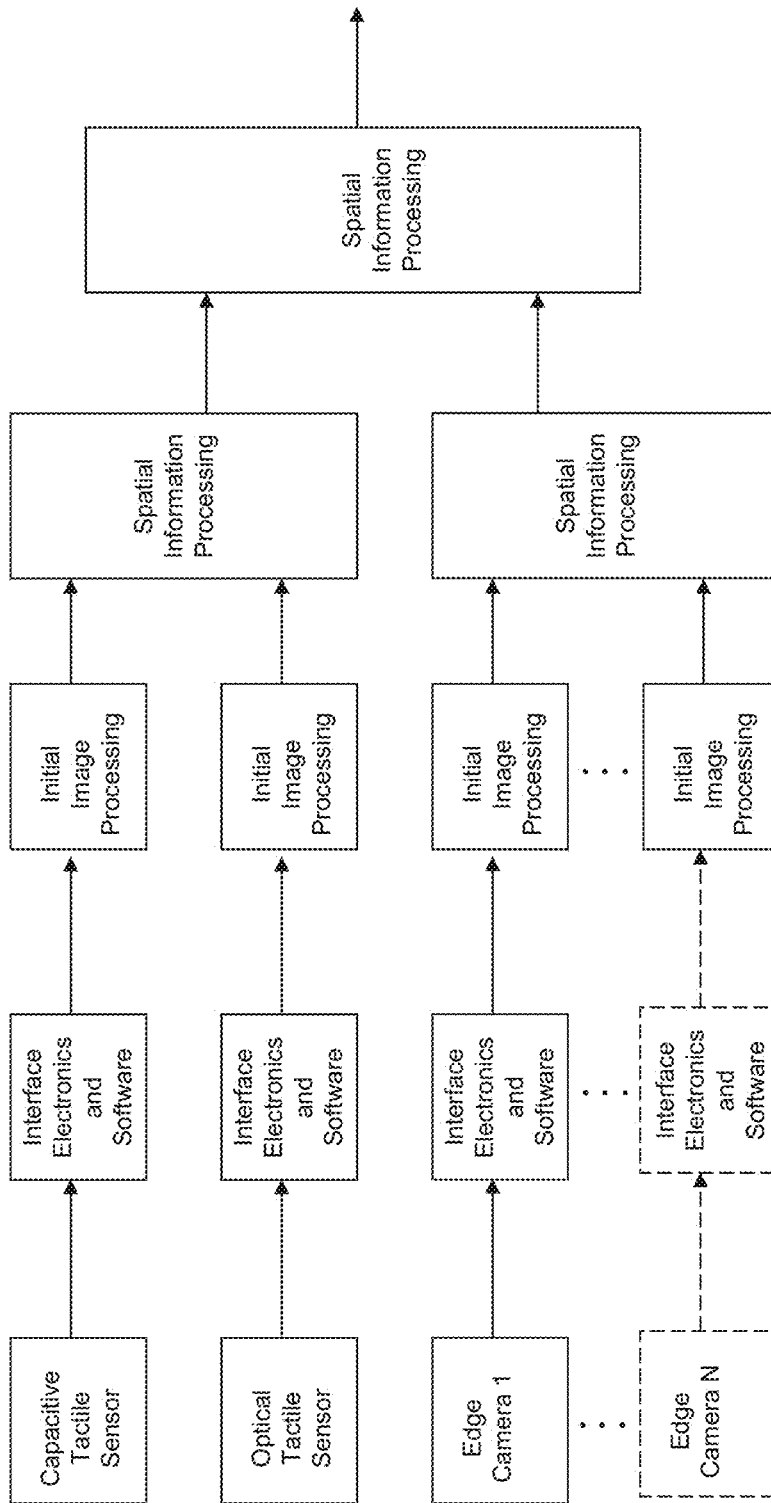 Capacitive
Tactile
Sensor
Interface
Electronics
and
Software
Initial
Image
Processing
Spatial
Information
Processing
Optical
Tactile
Sensor
Interface
Electronics
and
Software
Initial
Image
Processing
Spatial
Information
Processing
Edge
Camera 1
Interface
Electronics
and
Software
Initial
Image
Processing
Spatial
Information
Processing
Edge
Camera N
Interface
Electronics
and
Software
Initial
Image
Processing